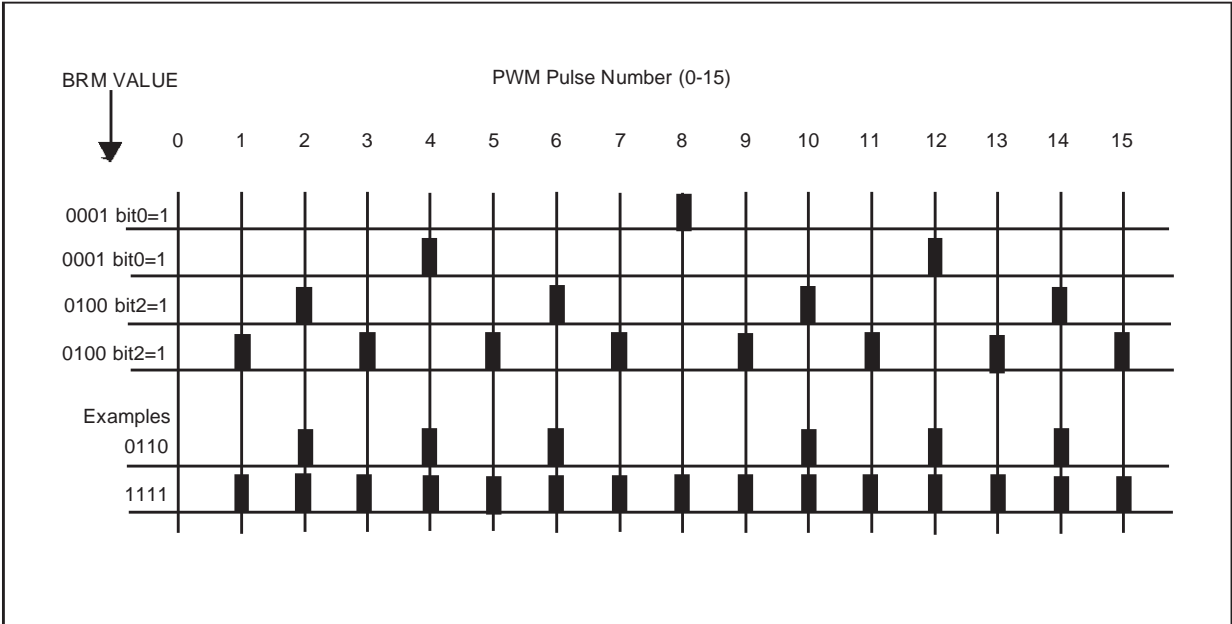 BRM VALUE
PWM Pulse Number (0-15)
0 1 2 3 4 5 6 7 8 9 10 11 12 13 14 15
0001 bit0=1
0001 bit0=1
0100 bit2=1
0100 bit2=1
Examples
0110
1111